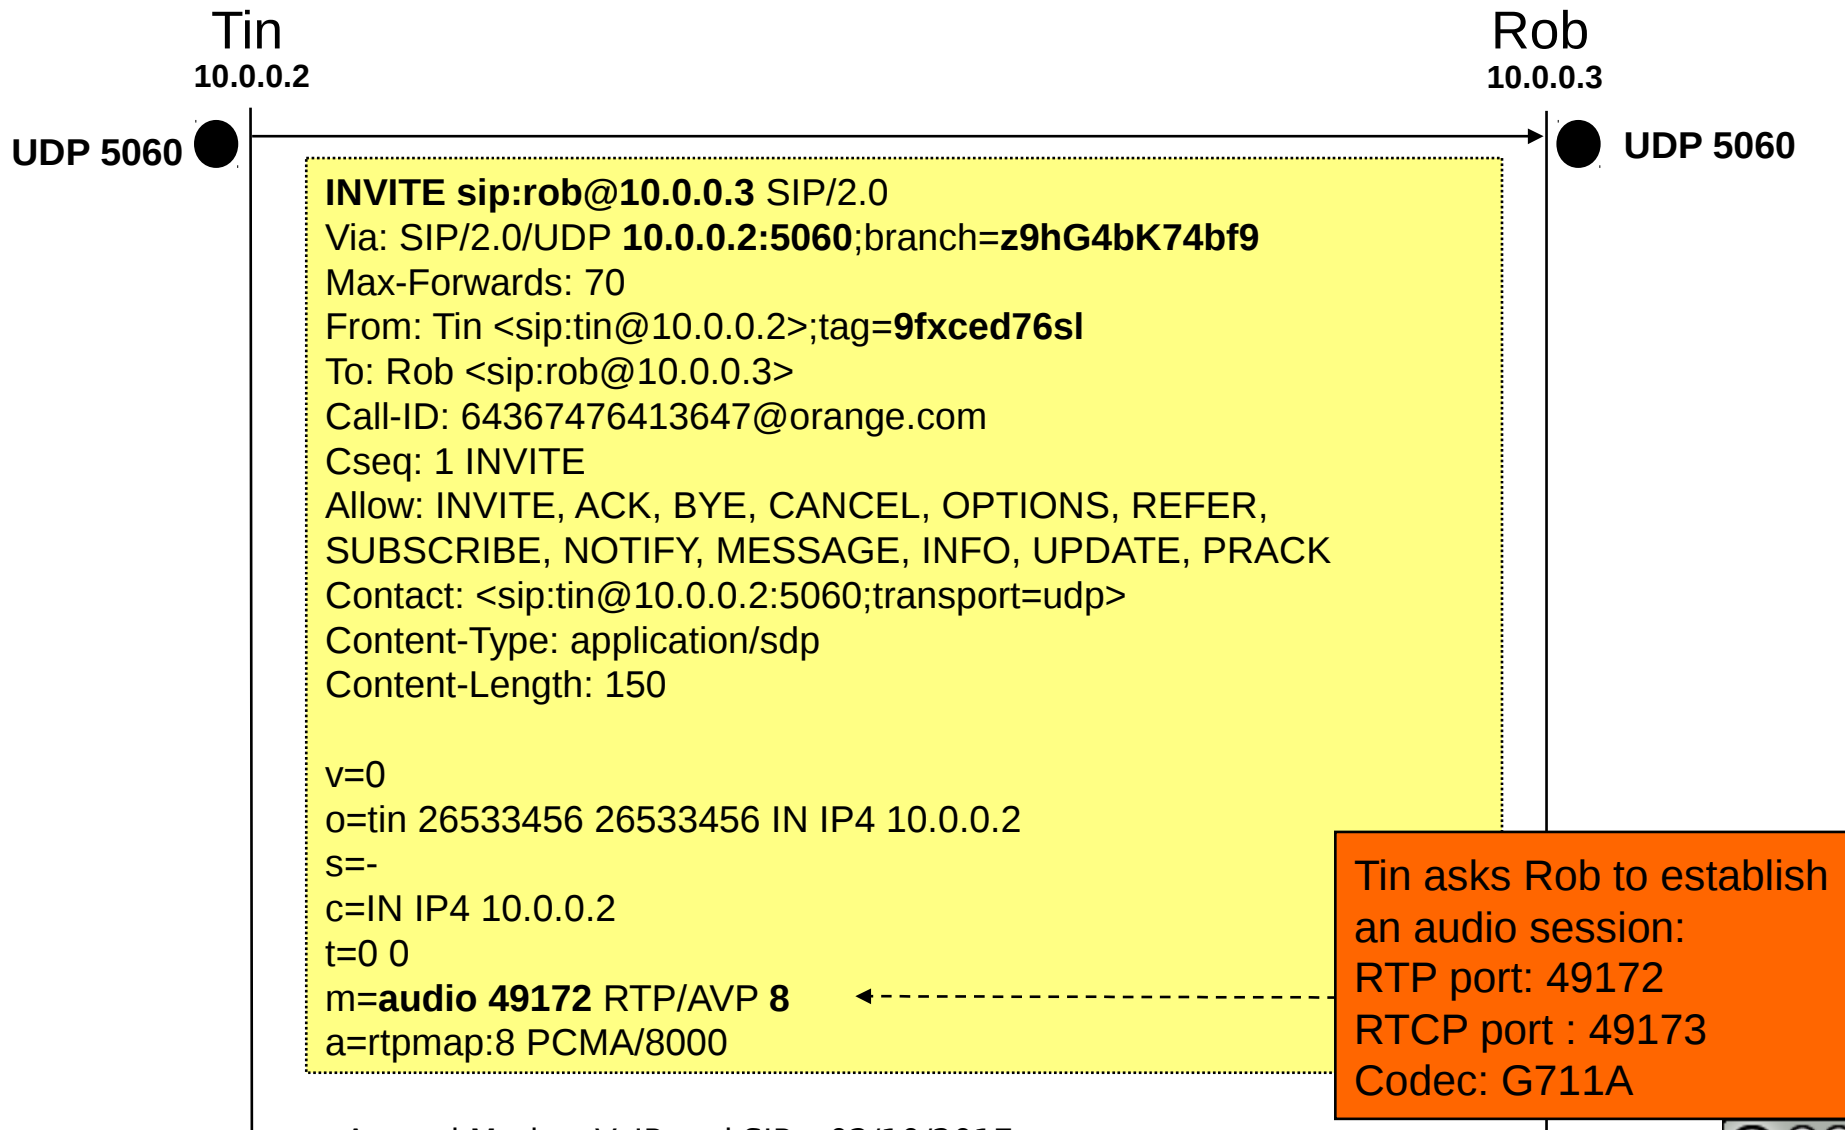 Tin
10.0.0.2
Rob
10.0.0.3
UDP 5060
UDP 5060
INVITE sip:rob@10.0.0.3 SIP/2.0
Via: SIP/2.0/UDP 10.0.0.2:5060;branch=z9hG4bK74bf9
Max-Forwards: 70
From: Tin <sip:tin@10.0.0.2>;tag=9fxced76sl
To: Rob <sip:rob@10.0.0.3>
Call-ID: 64367476413647@orange.com
Cseq: 1 INVITE
Allow: INVITE, ACK, BYE, CANCEL, OPTIONS, REFER,
SUBSCRIBE, NOTIFY, MESSAGE, INFO, UPDATE, PRACK
Contact: <sip:tin@10.0.0.2:5060;transport=udp>
Content-Type: application/sdp
Content-Length: 150
v=0
o=tin 26533456 26533456 IN IP4 10.0.0.2
s=-
c=IN IP4 10.0.0.2
t=0 0
m=audio 49172 RTP/AVP 8
a=rtpmap:8 PCMA/8000
Tin asks Rob to establish
an audio session:
RTP port: 49172
RTCP port : 49173
Codec: G711A